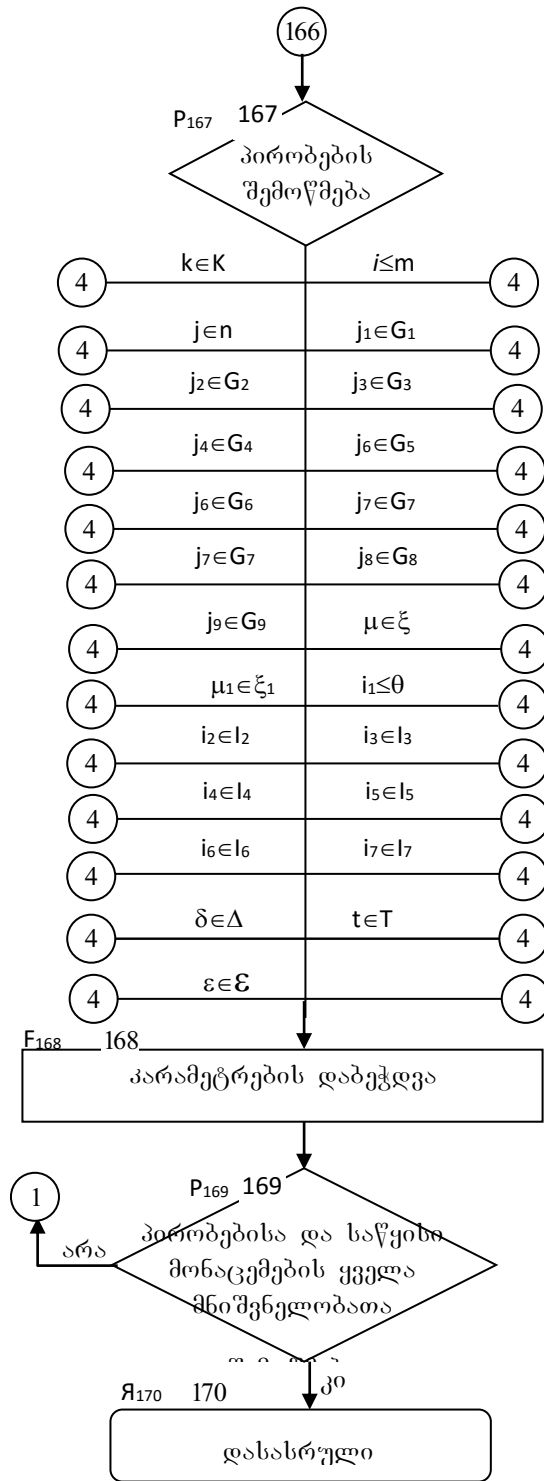 166
P167 167
პირობების
შემოწმება
4 k∈K i≤m 4
4 j∈n j1∈G1 4
4 j2∈G2 j3∈G3 4
4 j4∈G4 j6∈G5 4
4 j6∈G6 j7∈G7 4
4 j7∈G7 j8∈G8 4
4 j9∈G9 μ∈ξ 4
4 μ1∈ξ1 i1≤θ 4
4 i2∈I2 i3∈I3 4
4 i4∈I4 i5∈I5 4
4 i6∈I6 i7∈I7 4
4 δ∈Δ t∈T 4
4 ε∈Ɛ 4
F168 168
პარამეტრების დაბეჭდვა
1
P169 169
არა
პირობებისა და საწყისი
მონაცემების ყველა
მნიშვნელობათა
კი
Я170 170
დასასრული